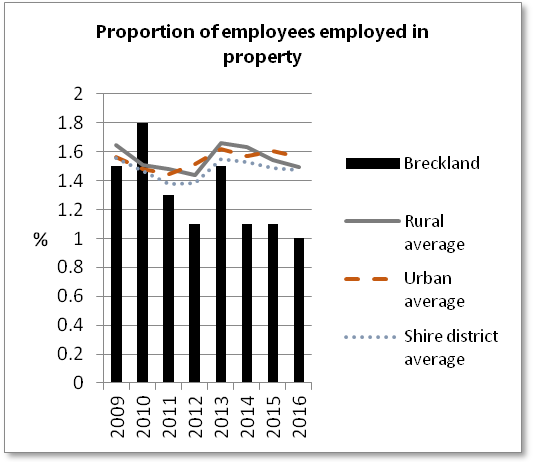 Proportion of employees employed in
property
2
1.8
1.6
1.4
1.2
1
0.8
0.6
0.4
0.2
0
%
2009
2010
2011
2012
2013
2014
2015
2016
Breckland
Rural
average
Urban
average
Shire district
average